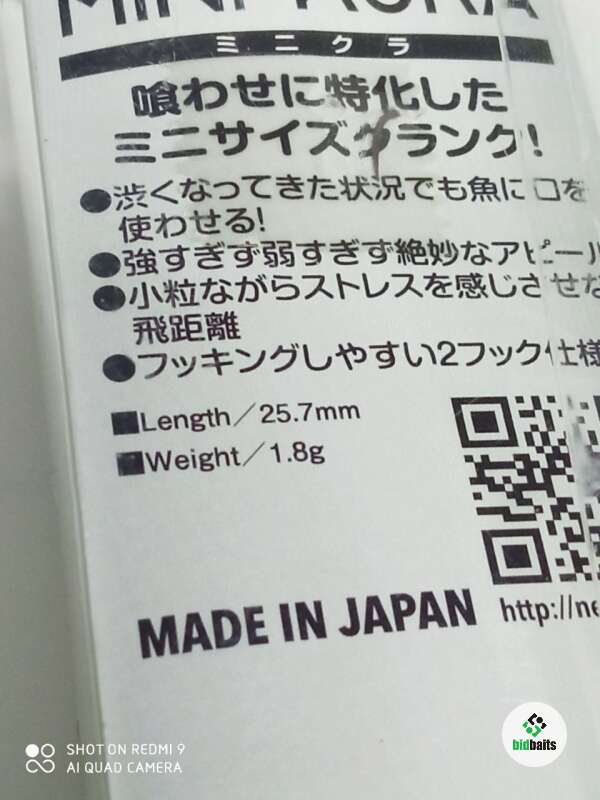 ミニクラ
喰わせに特化した
ミニサイズクランク!
●渋くなってきた状況でも魚に口を
使わせる!
●強すぎず弱すぎず絶妙なアピール
●小粒ながらストレスを感じさせな
飛距離
●フッキングしやすい2フック仕様
■Length/25.7mm
■Weight/1.8g
MADE IN JAPAN
http://ne
bidbaits
SHOT ON REDMI 9
AI QUAD CAMERA